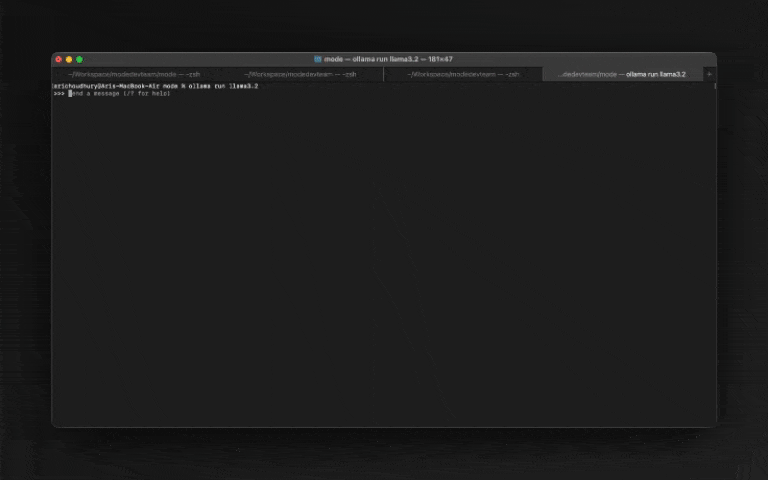 mode — ollama run llama3.2 — 181×47
~/Workspace/modedevteam/mode — -zsh
~/Workspace/modedevteam — -zsh
~/Workspace/modedevteam — -zsh
...dedevteam/mode — ollama run llama3.2
arichoudhury@Aris-MacBook-Air mode % ollama run llama3.2
>>> Send a message (/? for help)